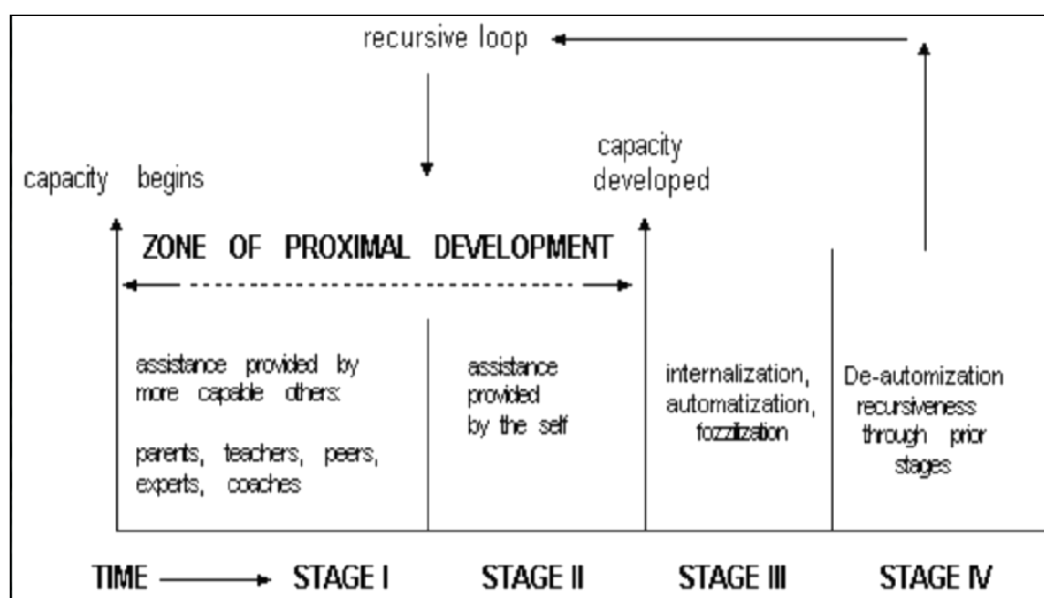 recursive loop
capacity begins
capacity
developed
ZONE OF PROXIMAL DEVELOPMENT
assistance provided by
more capable others:
parents, teachers, peers,
experts, coaches
assistance
provided
by the self
internalization,
automatization,
fozzilization
De-automization
recursiveness
through prior
stages
TIME STAGE I STAGE II STAGE III STAGE IV